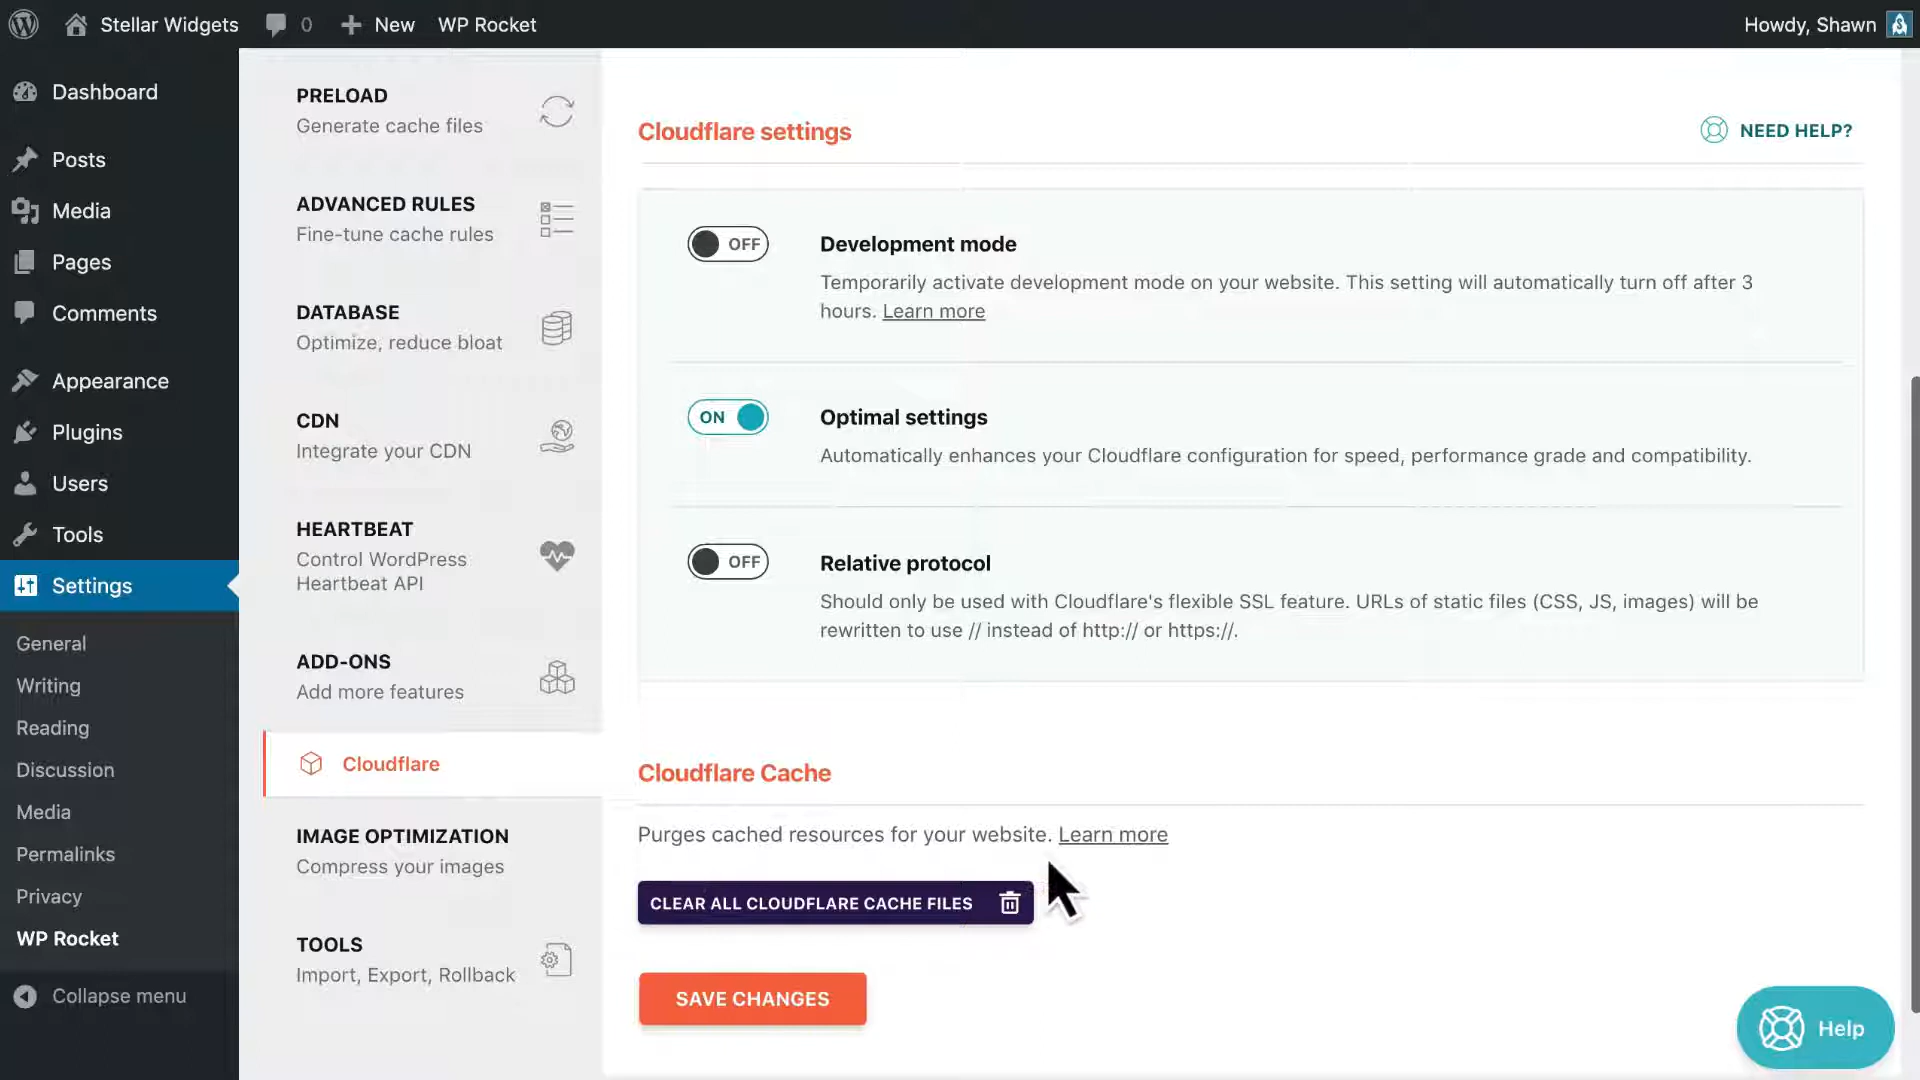 Stellar Widgets 0 New WP Rocket Howdy, Shawn
Dashboard
Posts
Media
Pages
Comments
Appearance
Plugins
Users
Tools
Settings
General
Writing
Reading
Discussion
Media
Permalinks
Privacy
WP Rocket
Collapse menu
PRELOAD
Generate cache files
ADVANCED RULES
Fine-tune cache rules
DATABASE
Optimize, reduce bloat
CDN
Integrate your CDN
HEARTBEAT
Control WordPress
Heartbeat API
ADD-ONS
Add more features
Cloudflare
IMAGE OPTIMIZATION
Compress your images
TOOLS
Import, Export, Rollback
Cloudflare settings
NEED HELP?
OFF
Development mode
Temporarily activate development mode on your website. This setting will automatically turn off after 3
hours. Learn more
ON
Optimal settings
Automatically enhances your Cloudflare configuration for speed, performance grade and compatibility.
OFF
Relative protocol
Should only be used with Cloudflare's flexible SSL feature. URLs of static files (CSS, JS, images) will be
rewritten to use // instead of http:// or https://.
Cloudflare Cache
Purges cached resources for your website. Learn more
CLEAR ALL CLOUDFLARE CACHE FILES
SAVE CHANGES
Help